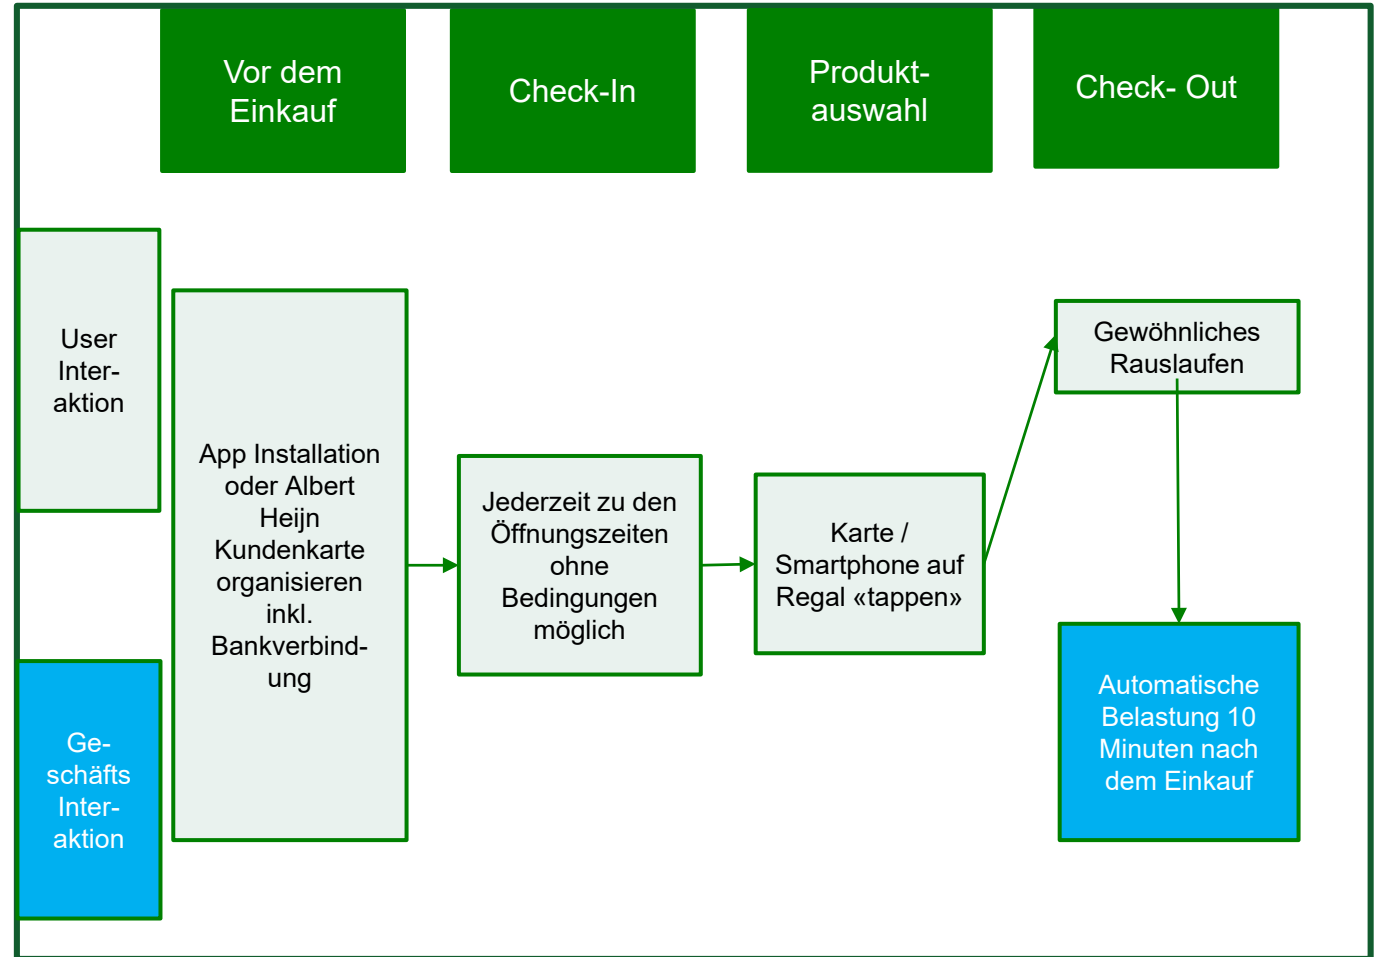 Vor dem
Einkauf
Check-In
Produkt-
auswahl
Check- Out
User
Inter-
aktion
App Installation
oder Albert
Heijn
Kundenkarte
organisieren
inkl.
Bankverbind-
ung
Jederzeit zu den
Öffnungszeiten
ohne
Bedingungen
möglich
Karte /
Smartphone auf
Regal «tappen»
Gewöhnliches
Rauslaufen
Ge-
schäfts
Inter-
aktion
Automatische
Belastung 10
Minuten nach
dem Einkauf